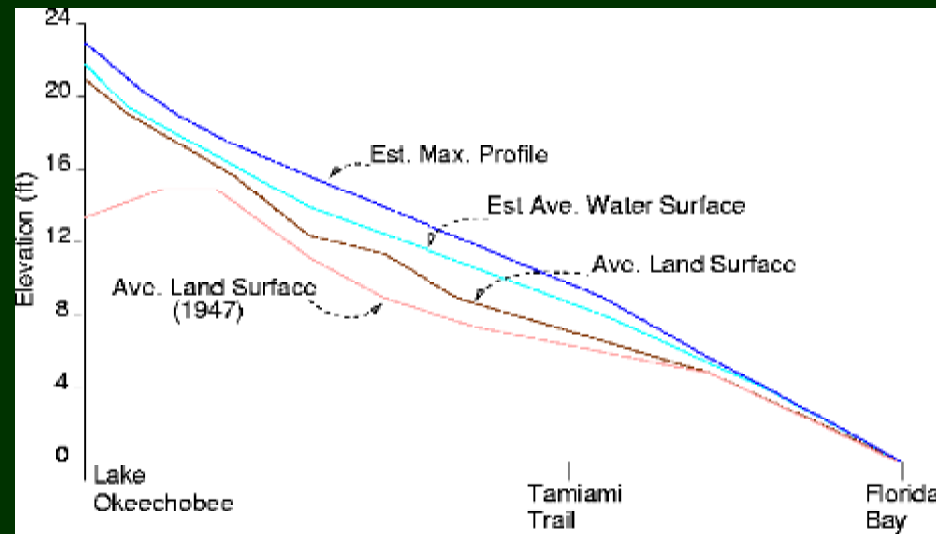 24
20
16
12
8
4
0
Elevation (ft)
Est. Max. Profile
Est Ave. Water Surface
Ave. Land Surface
Ave. Land Surface
(1947)
Lake
Okeechobee
Tamiami
Trail
Florida
Bay